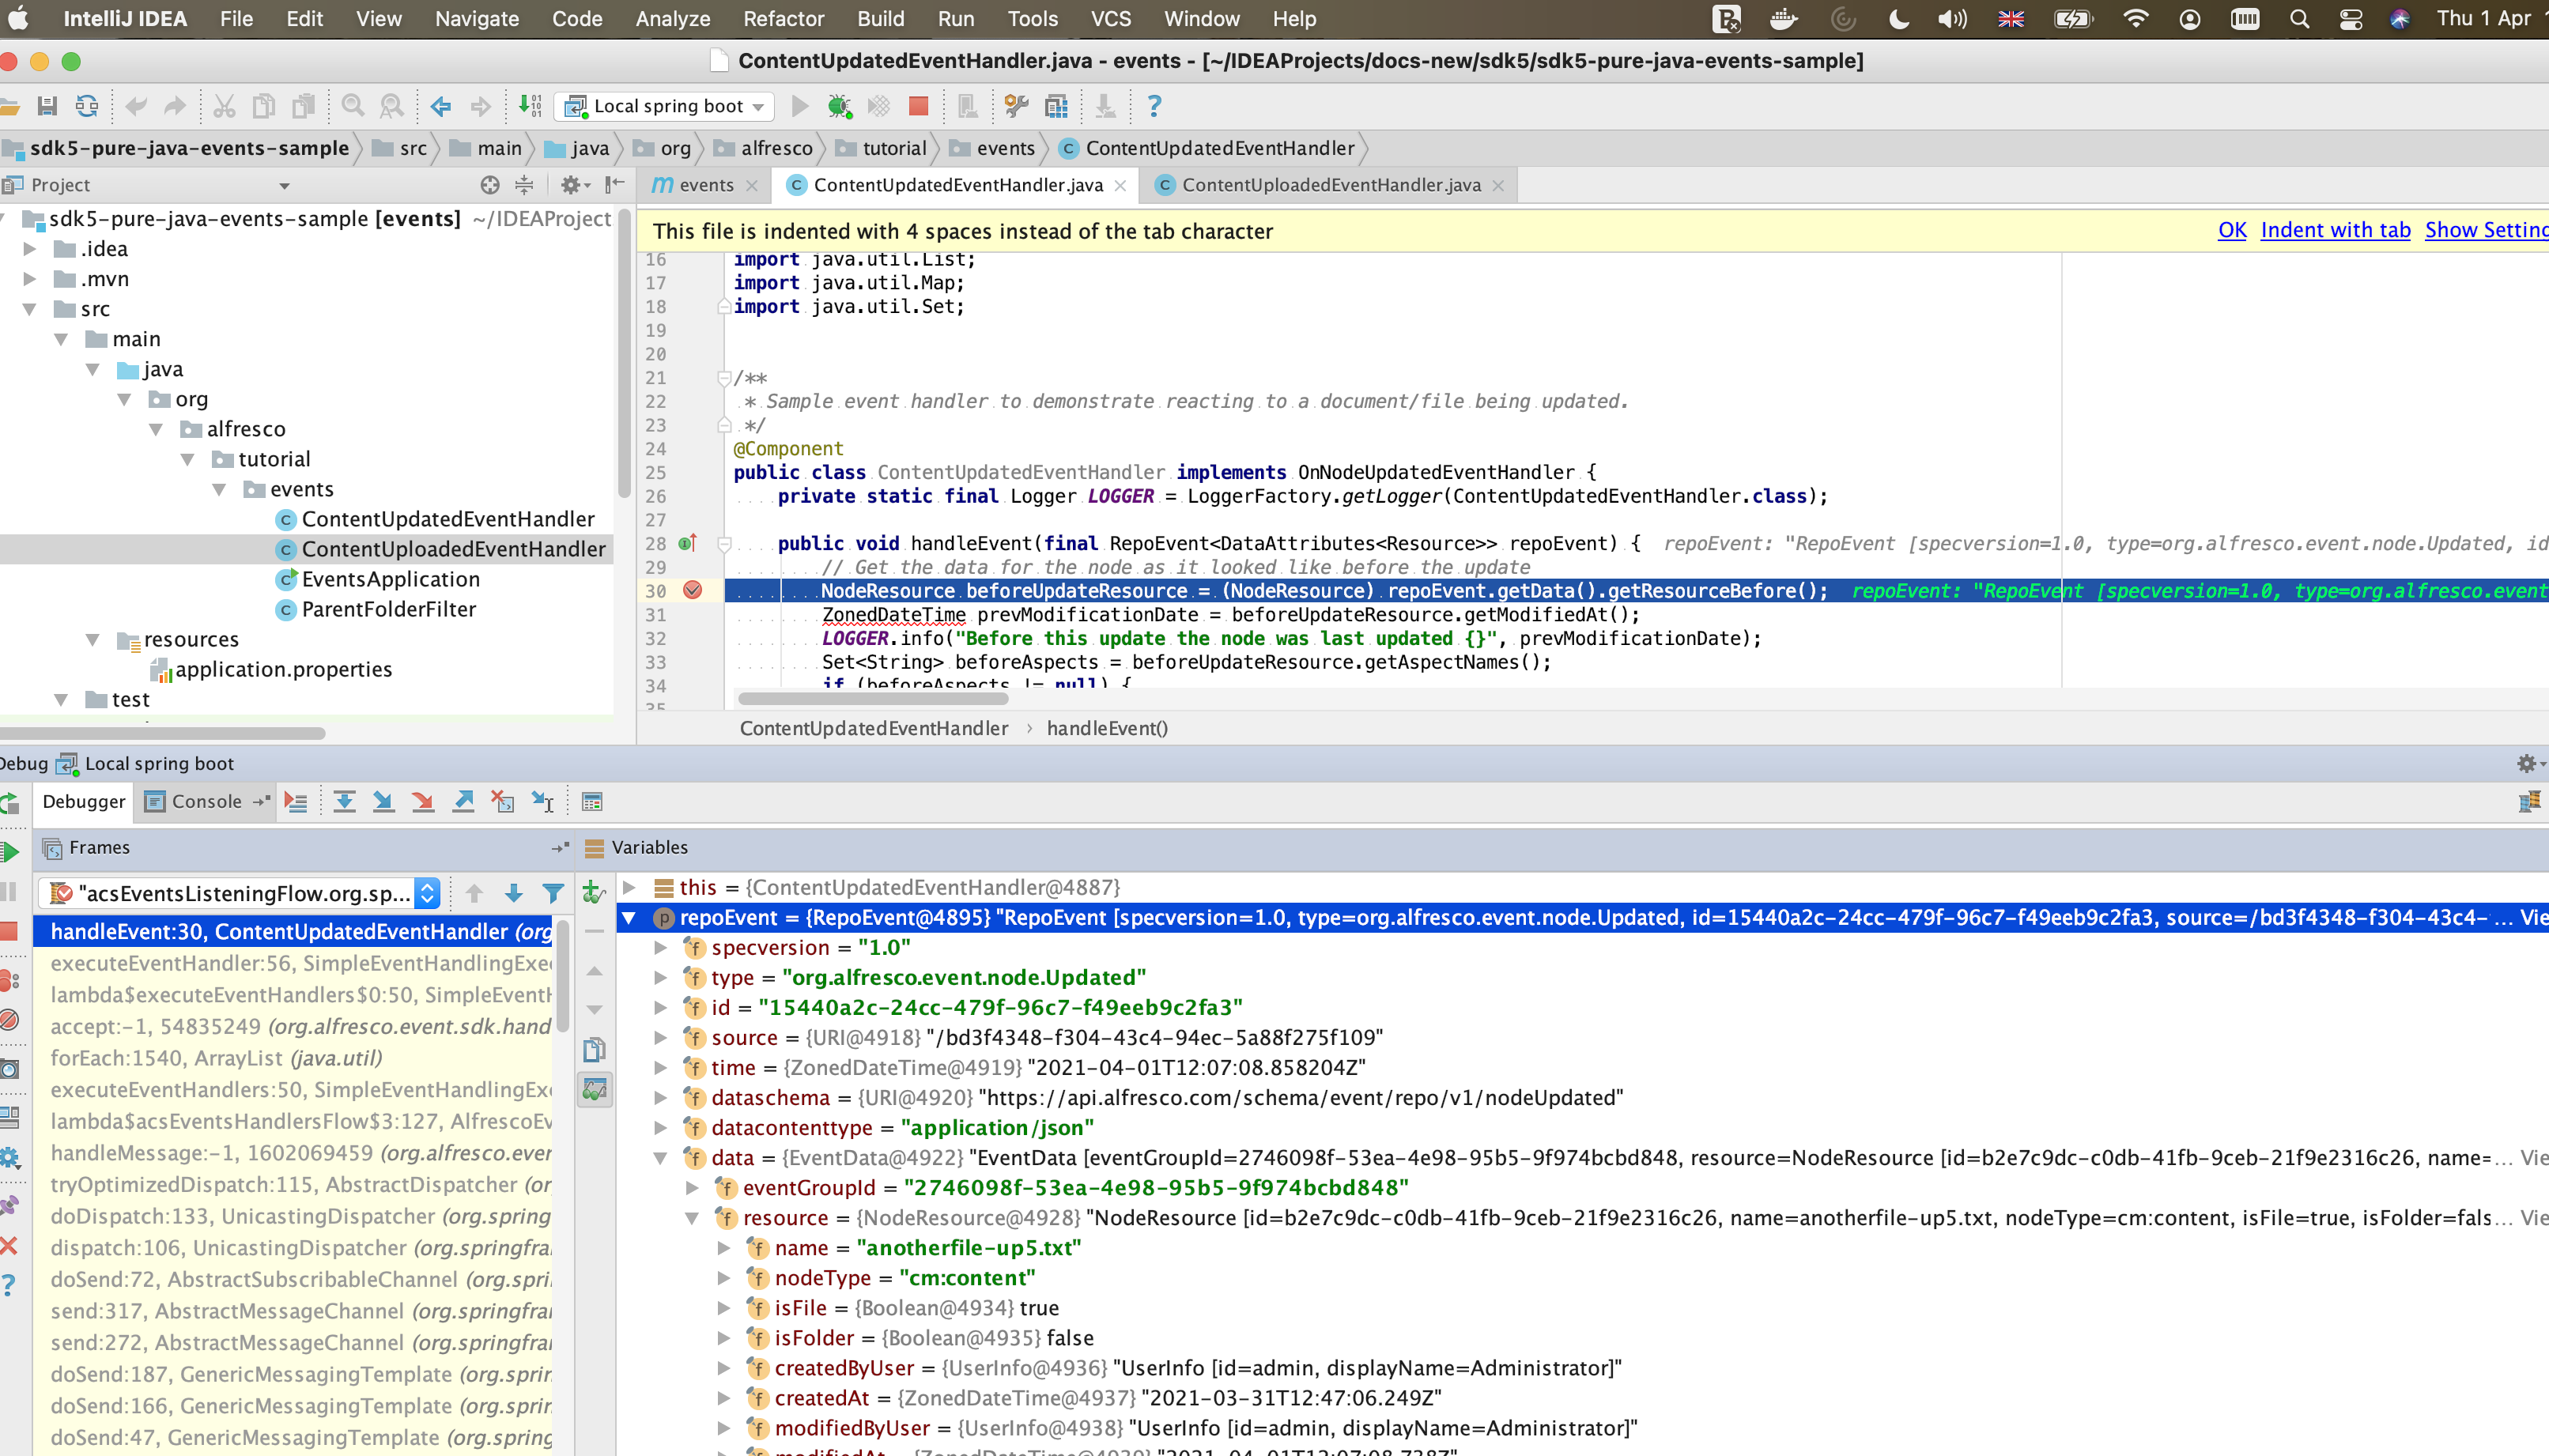 IntelliJ IDEA File Edit View Navigate Code Analyze Refactor Build Run Tools VCS Window Help Thu 1 Apr
ContentUpdatedEventHandler.java - events - [~/IDEAProjects/docs-new/sdk5/sdk5-pure-java-events-sample]
Local spring boot
sdk5-pure-java-events-sample src main java org alfresco tutorial events ContentUpdatedEventHandler
Project
events ContentUpdatedEventHandler.java ContentUploadedEventHandler.java
sdk5-pure-java-events-sample [events] ~/IDEAProject
.idea
.mvn
src
main
java
org
alfresco
tutorial
events
ContentUpdatedEventHandler
ContentUploadedEventHandler
EventsApplication
ParentFolderFilter
resources
application.properties
test
This file is indented with 4 spaces instead of the tab character OK Indent with tab Show Setting
16 import java.util.List;
17 import java.util.Map;
18 import java.util.Set;
19
20
21 /**
22 * Sample event handler to demonstrate reacting to a document/file being updated.
23 */
24 @Component
25 public class ContentUpdatedEventHandler implements OnNodeUpdatedEventHandler {
26 private static final Logger LOGGER = LoggerFactory.getLogger(ContentUpdatedEventHandler.class);
27
28 public void handleEvent(final RepoEvent<DataAttributes<Resource>> repoEvent) { repoEvent: "RepoEvent [specversion=1.0, type=org.alfresco.event.node.Updated, id
29 // Get the data for the node as it looked like before the update
30 NodeResource beforeUpdateResource = (NodeResource) repoEvent.getData().getResourceBefore(); repoEvent: "RepoEvent [specversion=1.0, type=org.alfresco.event
31 ZonedDateTime prevModificationDate = beforeUpdateResource.getModifiedAt();
32 LOGGER.info("Before this update the node was last updated {}", prevModificationDate);
33 Set<String> beforeAspects = beforeUpdateResource.getAspectNames();
34 if (beforeAspects != null) {
35
ContentUpdatedEventHandler › handleEvent()
Debug Local spring boot
Debugger Console
Frames
"acsEventsListeningFlow.org.sp...
handleEvent:30, ContentUpdatedEventHandler (org
executeEventHandler:56, SimpleEventHandlingExe
lambda$executeEventHandlers$0:50, SimpleEventH
accept:-1, 54835249 (org.alfresco.event.sdk.hand
forEach:1540, ArrayList (java.util)
executeEventHandlers:50, SimpleEventHandlingExe
lambda$acsEventsHandlersFlow$3:127, AlfrescoEv
handleMessage:-1, 1602069459 (org.alfresco.ever
tryOptimizedDispatch:115, AbstractDispatcher (or
doDispatch:133, UnicastingDispatcher (org.spring
dispatch:106, UnicastingDispatcher (org.springfra
doSend:72, AbstractSubscribableChannel (org.spri
send:317, AbstractMessageChannel (org.springfra
send:272, AbstractMessageChannel (org.springfra
doSend:187, GenericMessagingTemplate (org.sprin
doSend:166, GenericMessagingTemplate (org.sprin
doSend:47, GenericMessagingTemplate (org.spring
Variables
this = {ContentUpdatedEventHandler@4887}
repoEvent = {RepoEvent@4895} "RepoEvent [specversion=1.0, type=org.alfresco.event.node.Updated, id=15440a2c-24cc-479f-96c7-f49eeb9c2fa3, source=/bd3f4348-f304-43c4-... Vie
specversion = "1.0"
type = "org.alfresco.event.node.Updated"
id = "15440a2c-24cc-479f-96c7-f49eeb9c2fa3"
source = {URI@4918} "/bd3f4348-f304-43c4-94ec-5a88f275f109"
time = {ZonedDateTime@4919} "2021-04-01T12:07:08.858204Z"
dataschema = {URI@4920} "https://api.alfresco.com/schema/event/repo/v1/nodeUpdated"
datacontenttype = "application/json"
data = {EventData@4922} "EventData [eventGroupId=2746098f-53ea-4e98-95b5-9f974bcbd848, resource=NodeResource [id=b2e7c9dc-c0db-41fb-9ceb-21f9e2316c26, name=... Vie
eventGroupId = "2746098f-53ea-4e98-95b5-9f974bcbd848"
resource = {NodeResource@4928} "NodeResource [id=b2e7c9dc-c0db-41fb-9ceb-21f9e2316c26, name=anotherfile-up5.txt, nodeType=cm:content, isFile=true, isFolder=fals... Vie
name = "anotherfile-up5.txt"
nodeType = "cm:content"
isFile = {Boolean@4934} true
isFolder = {Boolean@4935} false
createdByUser = {UserInfo@4936} "UserInfo [id=admin, displayName=Administrator]"
createdAt = {ZonedDateTime@4937} "2021-03-31T12:47:06.249Z"
modifiedByUser = {UserInfo@4938} "UserInfo [id=admin, displayName=Administrator]"
modifiedAt = {ZonedDateTime@4939} "2021-04-01T12:07:08.738Z"